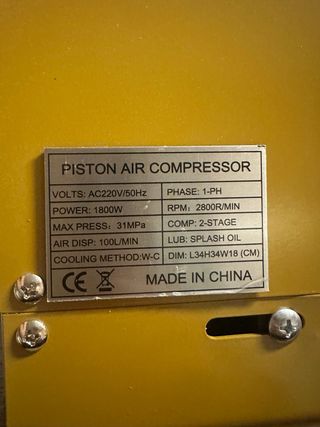 PISTON AIR COMPRESSOR
VOLTS: AC220V/50Hz PHASE: 1-PH
POWER: 1800W RPM: 2800R/MIN
MAX PRESS: 31MPa COMP: 2-STAGE
AIR DISP: 100L/MIN LUB: SPLASH OIL
COOLING METHOD:W-C DIM: L34H34W18 (CM)
CE MADE IN CHINA